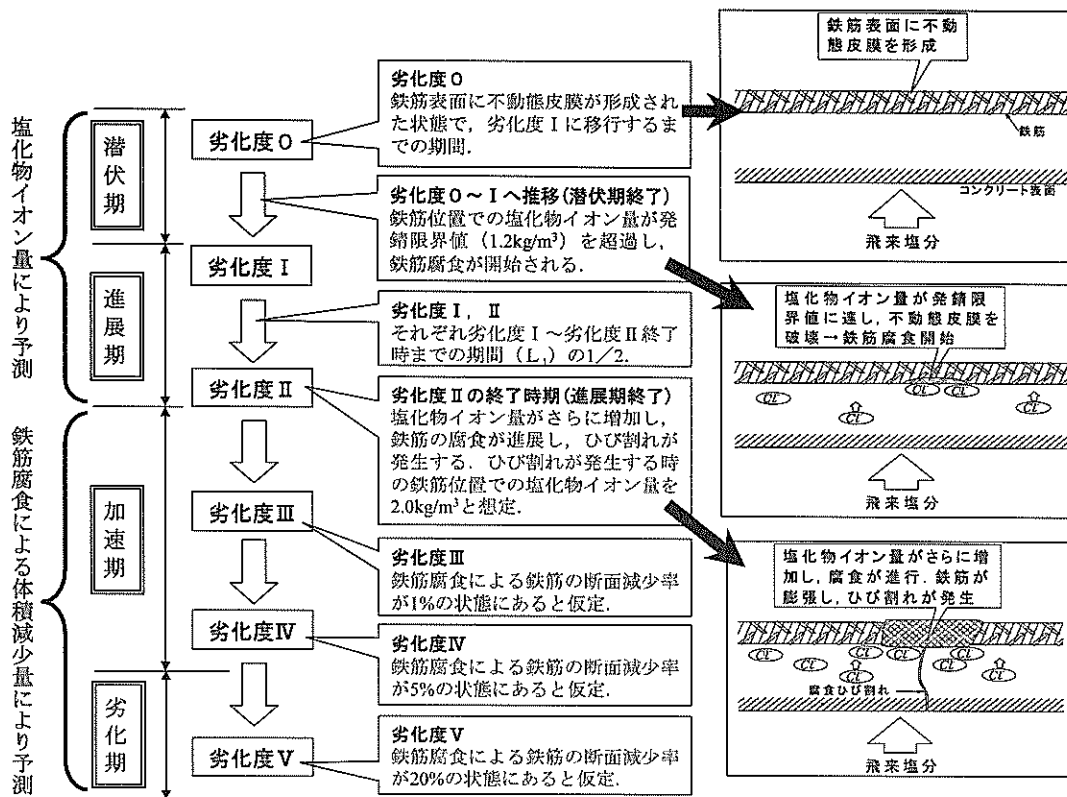 塩化物イオン量により予測
鉄筋腐食による体積減少量により予測
潜伏期
進展期
加速期
劣化期
劣化度0
劣化度Ⅰ
劣化度Ⅱ
劣化度Ⅲ
劣化度Ⅳ
劣化度Ⅴ
劣化度0
鉄筋表面に不動態皮膜が形成され
た状態で，劣化度Ⅰに移行するま
での期間．
劣化度0～Ⅰへ推移(潜伏期終了)
鉄筋位置での塩化物イオン量が発
錆限界値（1.2kg/m³）を超過し，
鉄筋腐食が開始される．
劣化度Ⅰ，Ⅱ
それぞれ劣化度Ⅰ～劣化度Ⅱ終了
時までの期間（L₁）の1／2．
劣化度Ⅱの終了時期(進展期終了)
塩化物イオン量がさらに増加し，
鉄筋の腐食が進展し，ひび割れが
発生する．ひび割れが発生する時
の鉄筋位置での塩化物イオン量を
2.0kg/m³と想定．
劣化度Ⅲ
鉄筋腐食による鉄筋の断面減少率
が1%の状態にあると仮定．
劣化度Ⅳ
鉄筋腐食による鉄筋の断面減少率
が5%の状態にあると仮定．
劣化度Ⅴ
鉄筋腐食による鉄筋の断面減少率
が20%の状態にあると仮定．
鉄筋表面に不動
態皮膜を形成
鉄筋
コンクリート表面
飛来塩分
塩化物イオン量が発錆限
界値に達し，不動態皮膜を
破壊→鉄筋腐食開始
Cl Cl Cl Cl Cl
飛来塩分
塩化物イオン量がさらに増
加し，腐食が進行．鉄筋が
膨張し，ひび割れが発生
Cl Cl Cl Cl Cl
Cl Cl Cl Cl Cl
腐食ひび割れ
飛来塩分